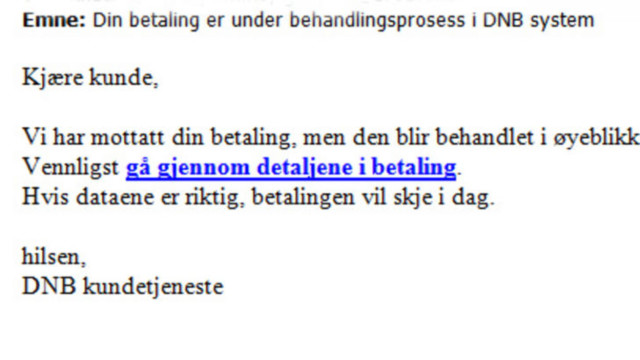 Emne: Din betaling er under behandlingsprosess i DNB system
Kjære kunde,
Vi har mottatt din betaling, men den blir behandlet i øyeblikk
Vennligst gå gjennom detaljene i betaling.
Hvis dataene er riktig, betalingen vil skje i dag.
hilsen,
DNB kundetjeneste